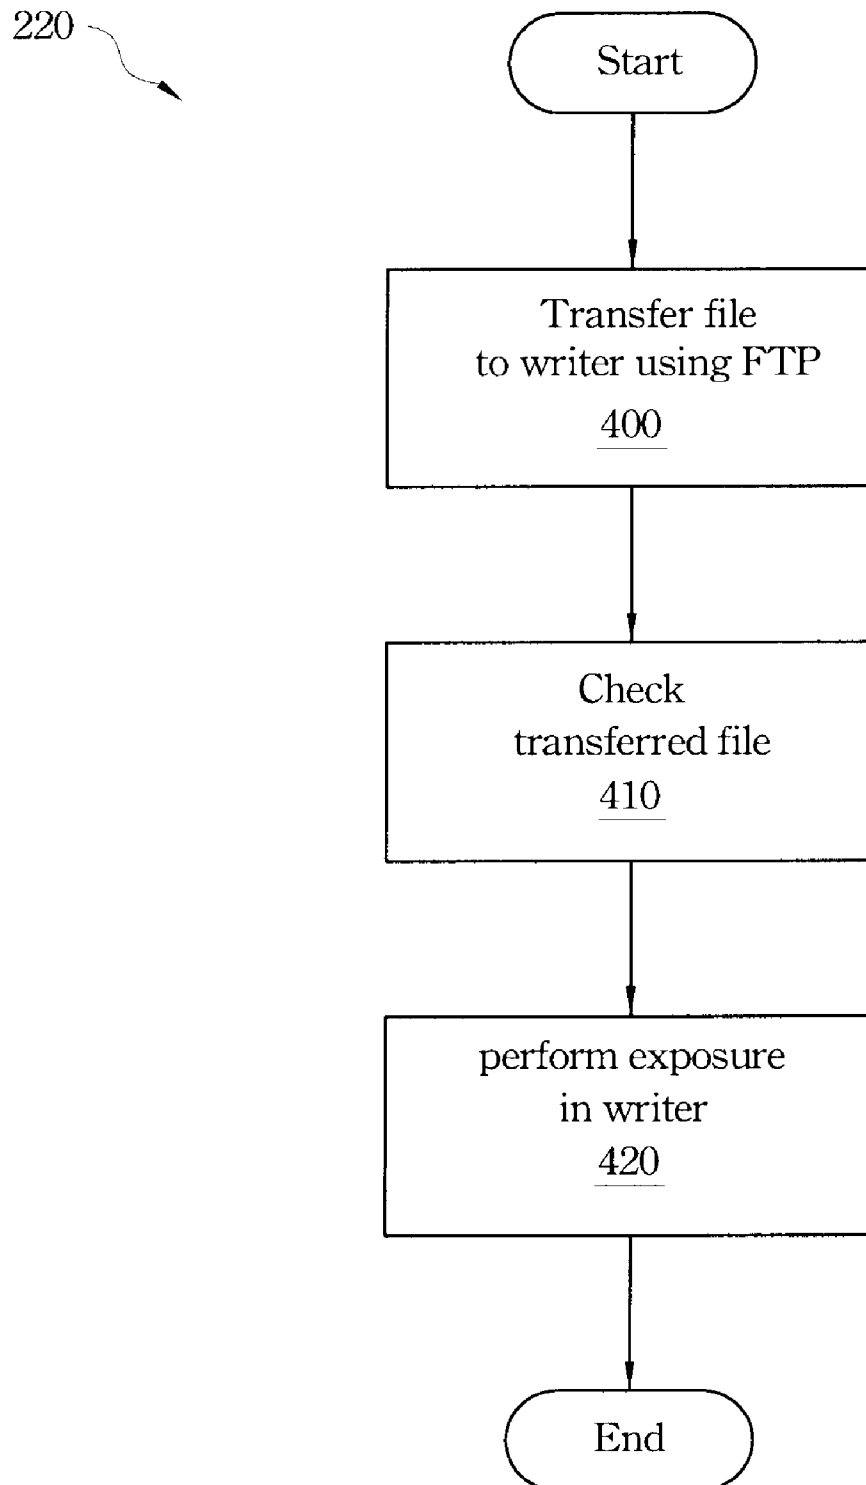 220
Start
Transfer file
to writer using FTP
400
Check
transferred file
410
perform exposure
in writer
420
End